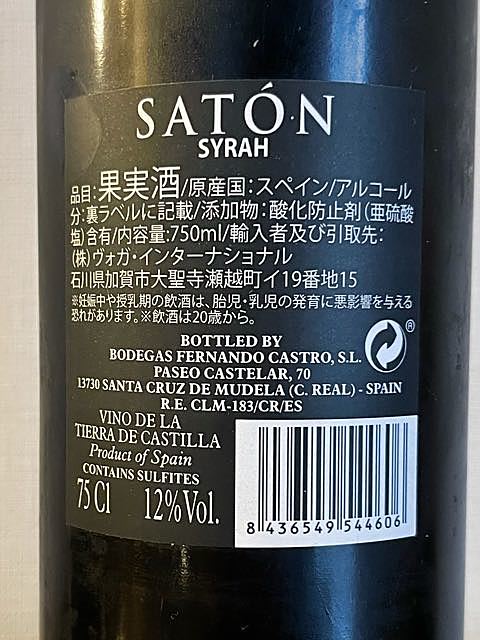 SATÓN
SYRAH
品目:果実酒/原産国:スペイン/アルコール
分:裏ラベルに記載/添加物:酸化防止剤(亜硫酸
塩)含有/内容量:750ml/輸入者及び引取先:
(株)ヴォガ・インターナショナル
石川県加賀市大聖寺瀬越町イ19番地15
※妊娠中や授乳期の飲酒は、胎児・乳児の発育に悪影響を与える
恐れがあります。※飲酒は20歳から。
BOTTLED BY
BODEGAS FERNANDO CASTRO, S.L.
PASEO CASTELAR, 70
13730 SANTA CRUZ DE MUDELA (C. REAL) - SPAIN
R.E. CLM-183/CR/ES
®
VINO DE LA
TIERRA DE CASTILLA
Product of Spain
CONTAINS SULFITES
75 Cl 12% Vol.
8 436549 544606